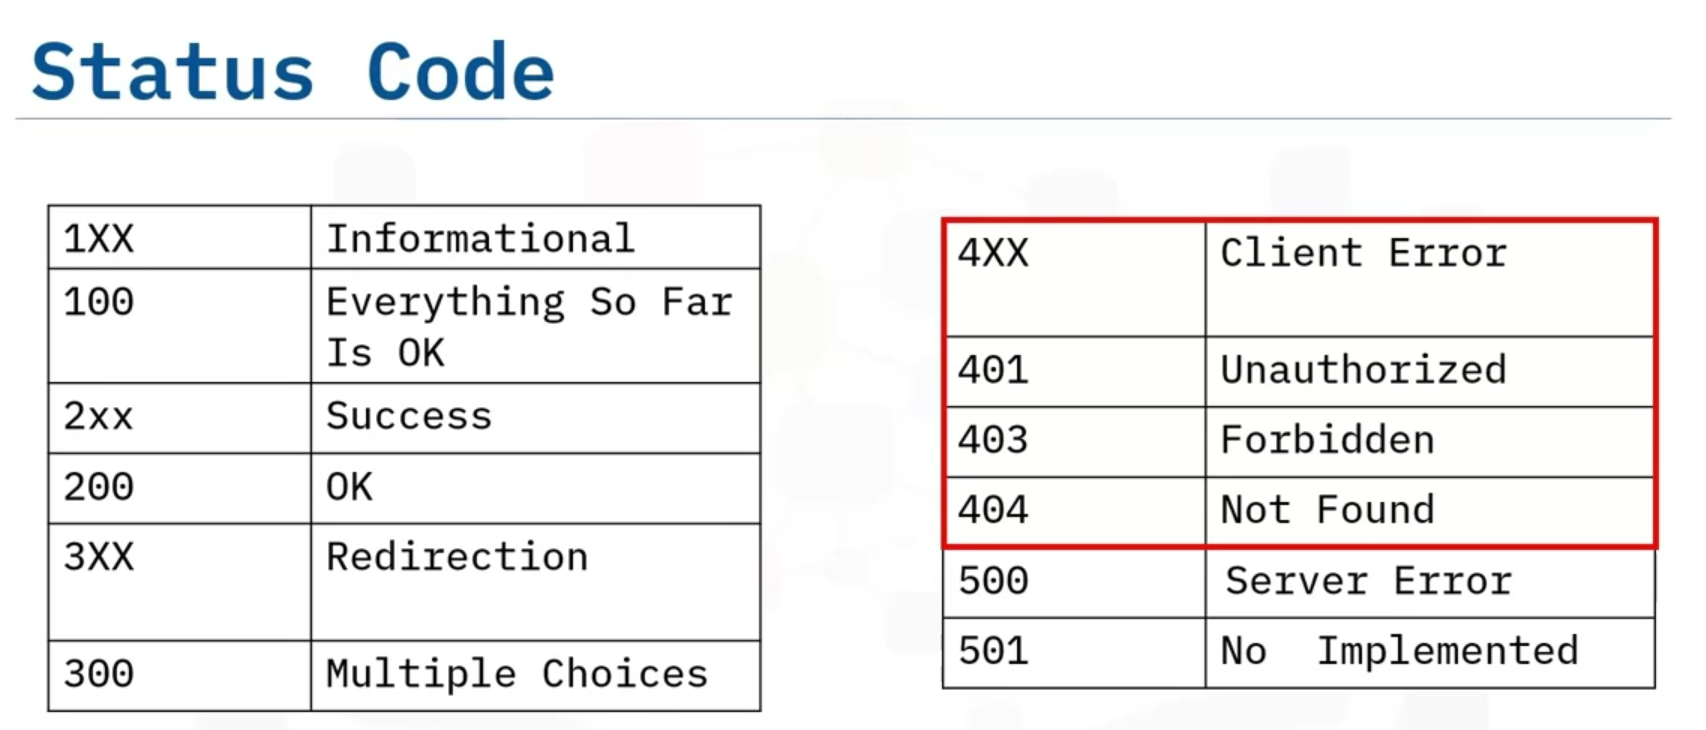 Status Code
1XX Informational
100 Everything So Far
Is OK
2xx Success
200 OK
3XX Redirection
300 Multiple Choices
4XX Client Error
401 Unauthorized
403 Forbidden
404 Not Found
500 Server Error
501 No Implemented